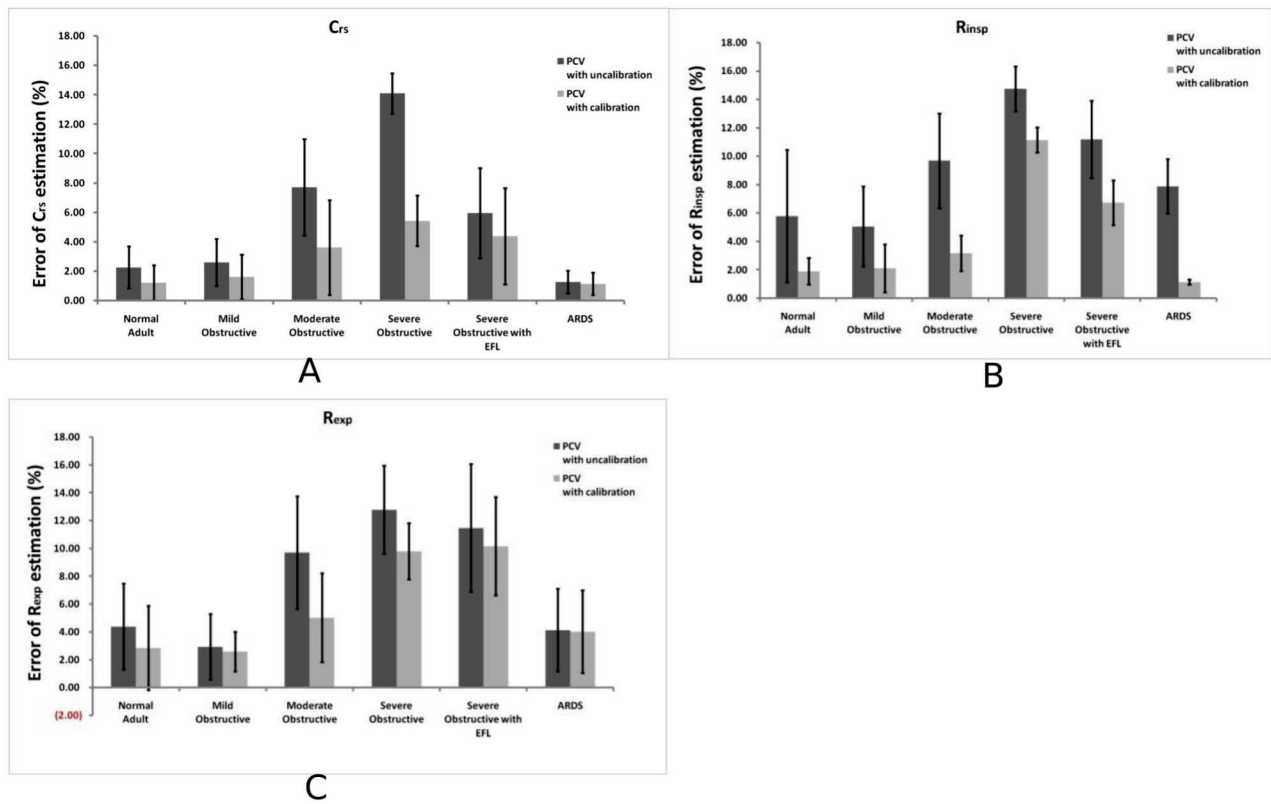 Crs
Error of Crs estimation (%)
18.00
16.00
14.00
12.00
10.00
8.00
6.00
4.00
2.00
0.00
PCV
with uncalibration
PCV
with calibration
Normal
Adult
Mild
Obstructive
Moderate
Obstructive
Severe
Obstructive
Severe
Obstructive with
EFL
ARDS
A
Rinsp
Error of Rinsp estimation (%)
18.00
16.00
14.00
12.00
10.00
8.00
6.00
4.00
2.00
0.00
PCV
with uncalibration
PCV
with calibration
Normal
Adult
Mild
Obstructive
Moderate
Obstructive
Severe
Obstructive
Severe
Obstructive
with EFL
ARDS
B
Rexp
Error of Rexp estimation (%)
18.00
16.00
14.00
12.00
10.00
8.00
6.00
4.00
2.00
0.00
(2.00)
PCV
with uncalibration
PCV
with calibration
Normal
Adult
Mild
Obstructive
Moderate
Obstructive
Severe
Obstructive
Severe
Obstructive with
EFL
ARDS
C